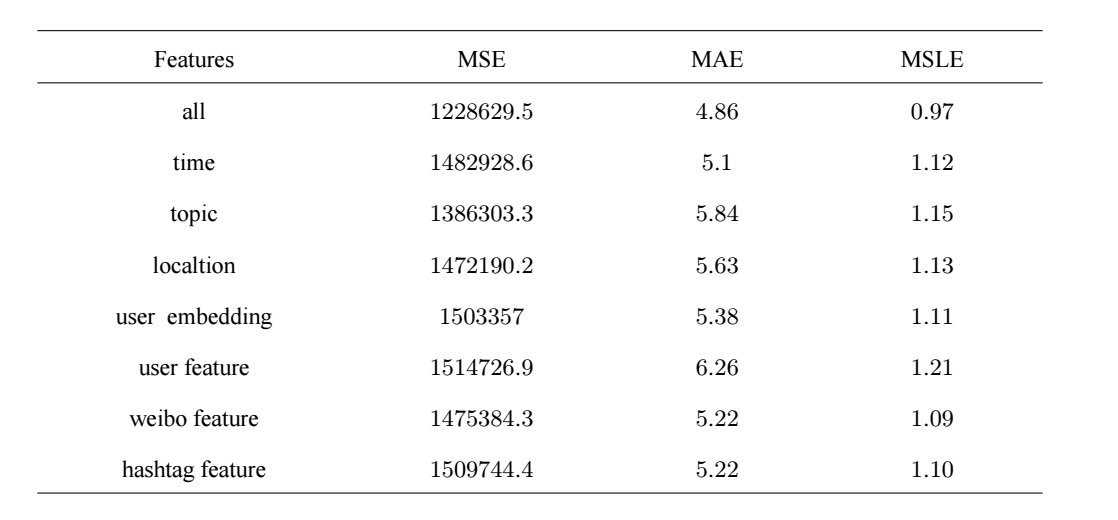 Features MSE MAE MSLE
all 1228629.5 4.86 0.97
time 1482928.6 5.1 1.12
topic 1386303.3 5.84 1.15
localtion 1472190.2 5.63 1.13
user embedding 1503357 5.38 1.11
user feature 1514726.9 6.26 1.21
weibo feature 1475384.3 5.22 1.09
hashtag feature 1509744.4 5.22 1.10